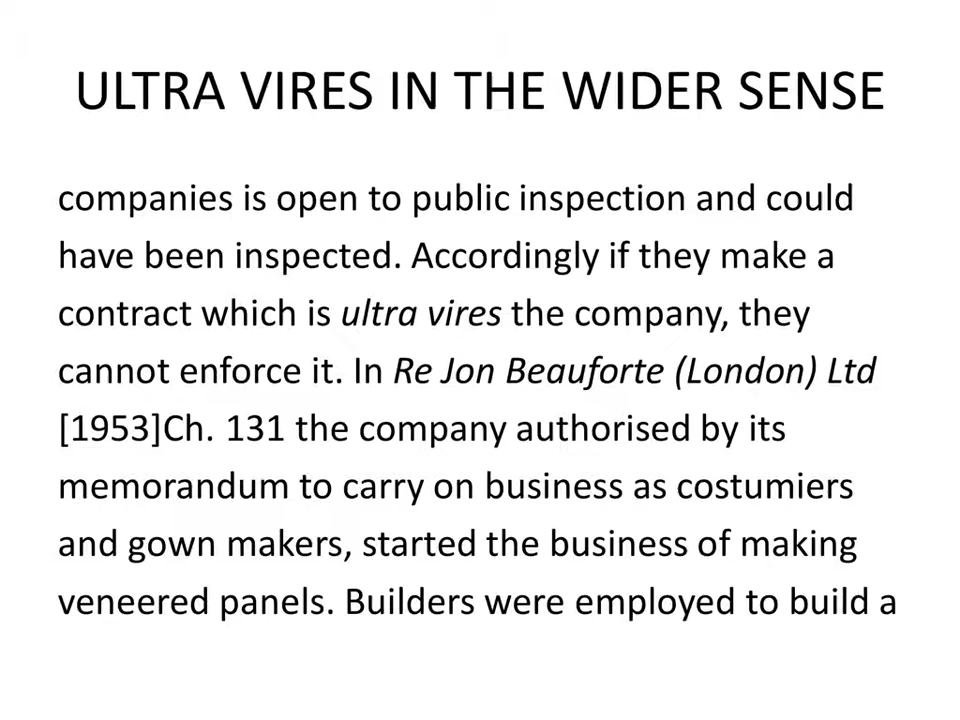 ULTRA VIRES IN THE WIDER SENSE
companies is open to public inspection and could
have been inspected. Accordingly if they make a
contract which is ultra vires the company, they
cannot enforce it. In Re Jon Beauforte (London) Ltd
[1953]Ch. 131 the company authorised by its
memorandum to carry on business as costumiers
and gown makers, started the business of making
veneered panels. Builders were employed to build a